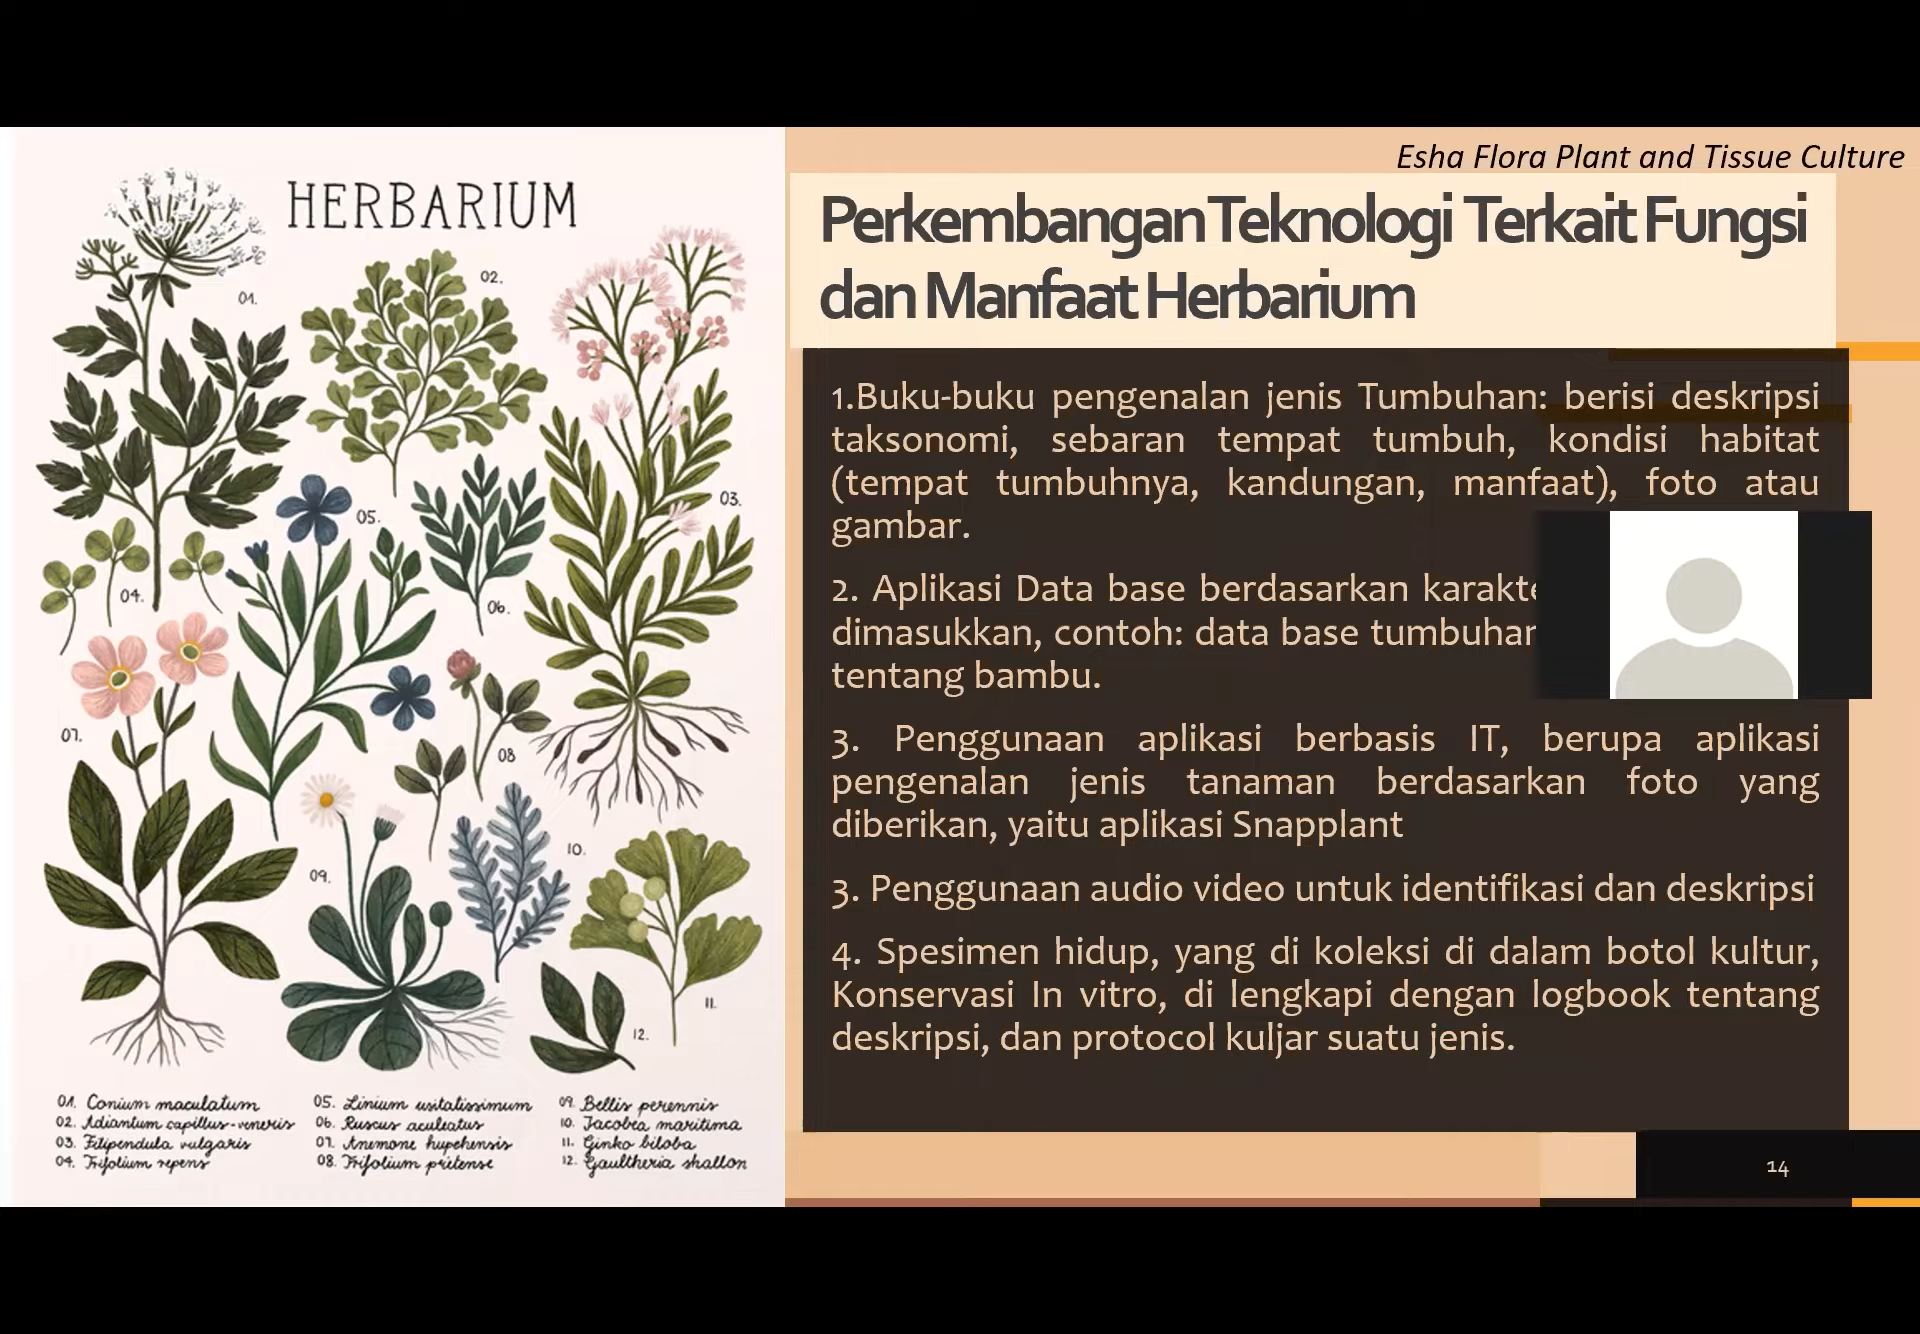 HERBARIUM
01.
02.
03.
04.
05.
06.
07.
08
09.
10.
11.
12.
01. Conium maculatum
02. Adiantum capillus-veneris
03. Filipendula vulgaris
04. Trifolium repens
05. Linium usitatissimum
06. Ruscus aculeatus
07. Anemone hupehensis
08. Trifolium pratense
09. Bellis perennis
10. Jacobea maritima
11. Ginko biloba
12. Gaultheria shallon
Esha Flora Plant and Tissue Culture
Perkembangan Teknologi Terkait Fungsi
dan Manfaat Herbarium
1.Buku-buku pengenalan jenis Tumbuhan: berisi deskripsi
taksonomi, sebaran tempat tumbuh, kondisi habitat
(tempat tumbuhnya, kandungan, manfaat), foto atau
gambar.
2. Aplikasi Data base berdasarkan
dimasukkan, contoh: data base
tentang bambu.
3. Penggunaan aplikasi berbasis IT, berupa aplikasi
pengenalan jenis tanaman berdasarkan foto yang
diberikan, yaitu aplikasi Snapplant
3. Penggunaan audio video untuk identifikasi dan deskripsi
4. Spesimen hidup, yang di koleksi di dalam botol kultur,
Konservasi In vitro, di lengkapi dengan logbook tentang
deskripsi, dan protocol kuljar suatu jenis.
14